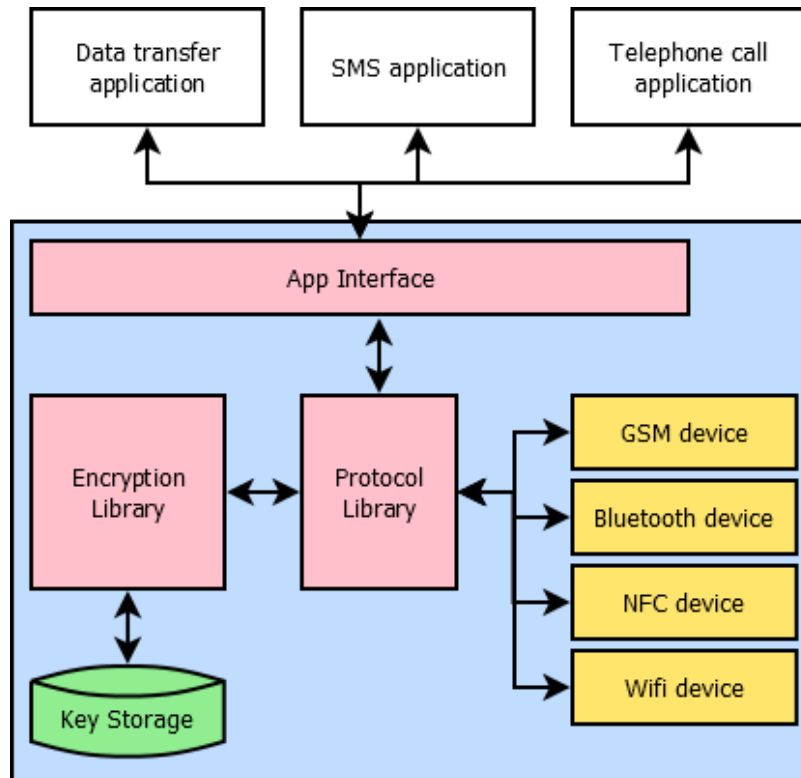 Data transfer
application
SMS application
Telephone call
application
App Interface
Encryption
Library
Protocol
Library
GSM device
Bluetooth device
NFC device
Wifi device
Key Storage